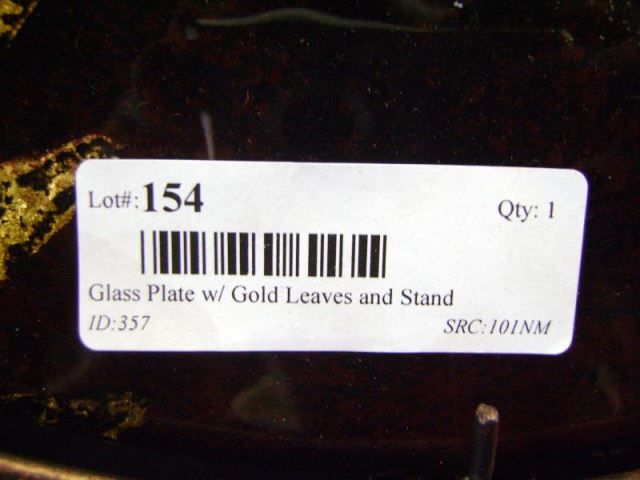 Lot#:154 Qty: 1
Glass Plate w/ Gold Leaves and Stand
ID:357 SRC:101NM